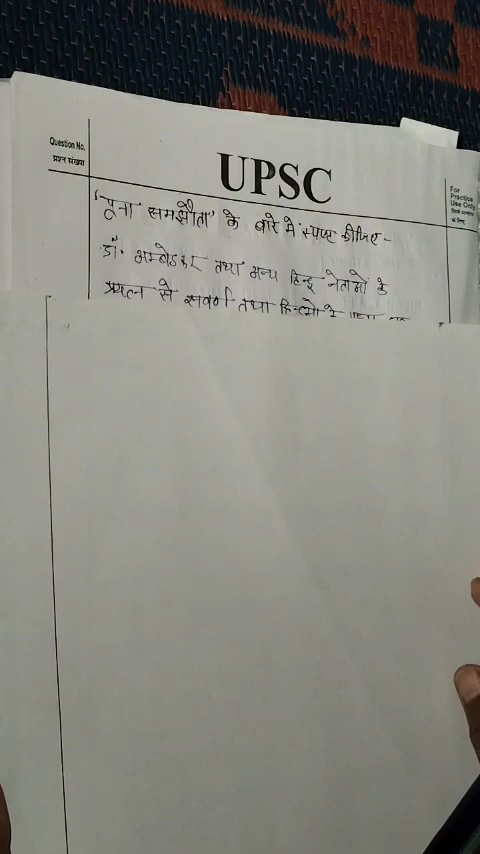 Question No.
प्रश्न संख्या
UPSC
For
Practice
Use Only
"पूना समझौता" के बारे में स्पष्ट कीजिए -
डॉ. अम्बेडकर तथा अन्य हिन्दू नेताओं के
प्रयत्न से सवर्ण तथा